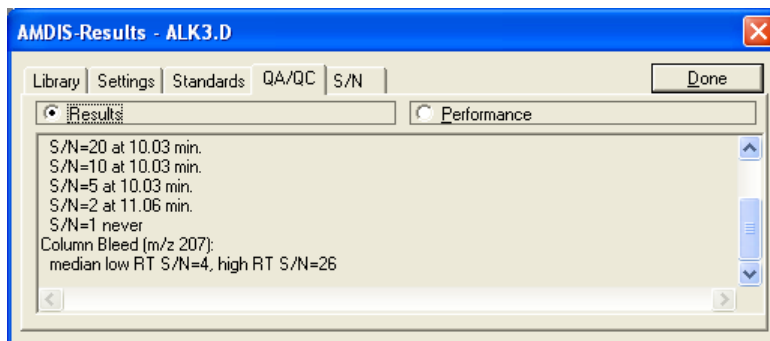 AMDIS-Results - ALK3.D
Library Settings Standards QA/QC S/N Done
Results Performance
S/N=20 at 10.03 min.
S/N=10 at 10.03 min.
S/N=5 at 10.03 min.
S/N=2 at 11.06 min.
S/N=1 never
Column Bleed (m/z 207):
median low RT S/N=4, high RT S/N=26